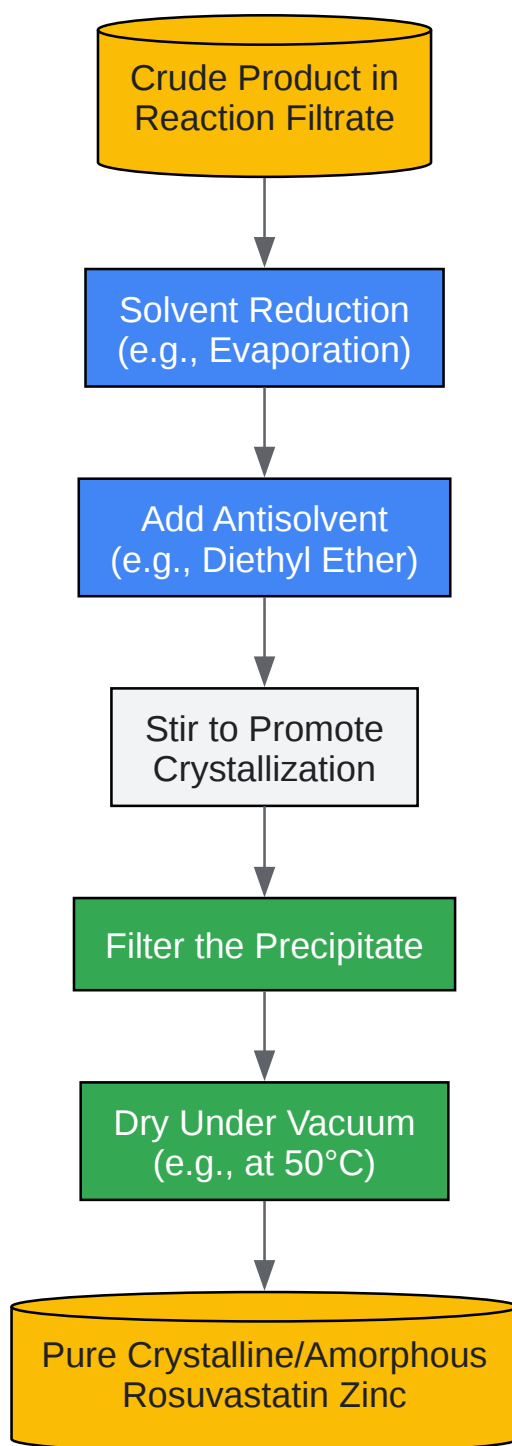 Crude Product in
Reaction Filtrate
Solvent Reduction
(e.g., Evaporation)
Add Antisolvent
(e.g., Diethyl Ether)
Stir to Promote
Crystallization
Filter the Precipitate
Dry Under Vacuum
(e.g., at 50°C)
Pure Crystalline/Amorphous
Rosuvastatin Zinc